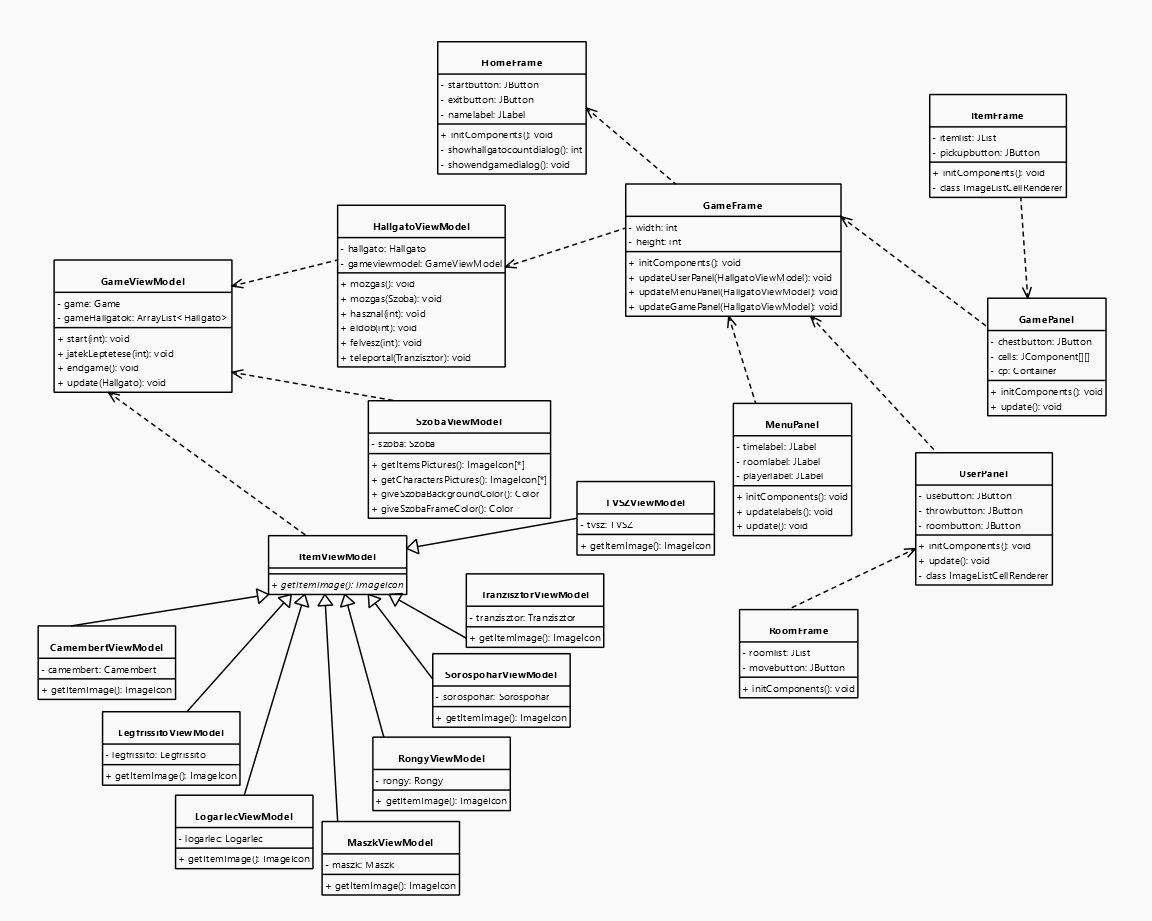 HomeFrame
- startbutton: JButton
- exitbutton: JButton
- namelabel: JLabel
+ initComponents(): void
- showhallgatocountdialog(): int
- showendgamedialog(): void
ItemFrame
- itemlist: JList
- pickupbutton: JButton
+ initComponents(): void
- class ImageListCellRenderer
GameFrame
- width: int
- height: int
+ initComponents(): void
+ updateUserPanel(HallgatoViewModel): void
+ updateMenuPanel(HallgatoViewModel): void
+ updateGamePanel(HallgatoViewModel): void
HallgatoViewModel
- hallgato: Hallgato
- gameviewmodel: GameViewModel
+ mozgas(): void
+ mozgas(Szoba): void
+ hasznal(int): void
+ eldob(int): void
+ felvesz(int): void
+ teleportal(Tranzisztor): void
GameViewModel
- game: Game
- gameHallgatok: ArrayList< Hallgato>
+ start(int): void
+ jatekLeptetese(int): void
+ endgame(): void
+ update(Hallgato): void
GamePanel
- chestbutton: JButton
- cells: JComponent[][]
- cp: Container
+ initComponents(): void
+ update(): void
SzobaViewModel
- szoba: Szoba
+ getItemsPictures(): ImageIcon[*]
+ getCharactersPictures(): ImageIcon[*]
+ giveSzobaBackgroundColor(): Color
+ giveSzobaFrameColor(): Color
MenuPanel
- timelabel: JLabel
- roomlabel: JLabel
- playerlabel: JLabel
+ initComponents(): void
+ updatelabels(): void
+ update(): void
UserPanel
- usebutton: JButton
- throwbutton: JButton
- roombutton: JButton
+ initComponents(): void
+ update(): void
- class ImageListCellRenderer
TVSZViewModel
- tvsz: TVSZ
+ getItemImage(): ImageIcon
ItemViewModel
+ getItemImage(): ImageIcon
TranzisztorViewModel
- tranzisztor: Tranzisztor
+ getItemImage(): ImageIcon
RoomFrame
- roomlist: JList
- movebutton: JButton
+ initComponents(): void
CamembertViewModel
- camembert: Camembert
+ getItemImage(): ImageIcon
SorospoharViewModel
- sorospohar: Sorospohar
+ getItemImage(): ImageIcon
LegfrissitoViewModel
- legfrissito: Legfrissito
+ getItemImage(): ImageIcon
RongyViewModel
- rongy: Rongy
+ getItemImage(): ImageIcon
LogarlecViewModel
- logarlec: Logarlec
+ getItemImage(): ImageIcon
MaszkViewModel
- maszk: Maszk
+ getItemImage(): ImageIcon